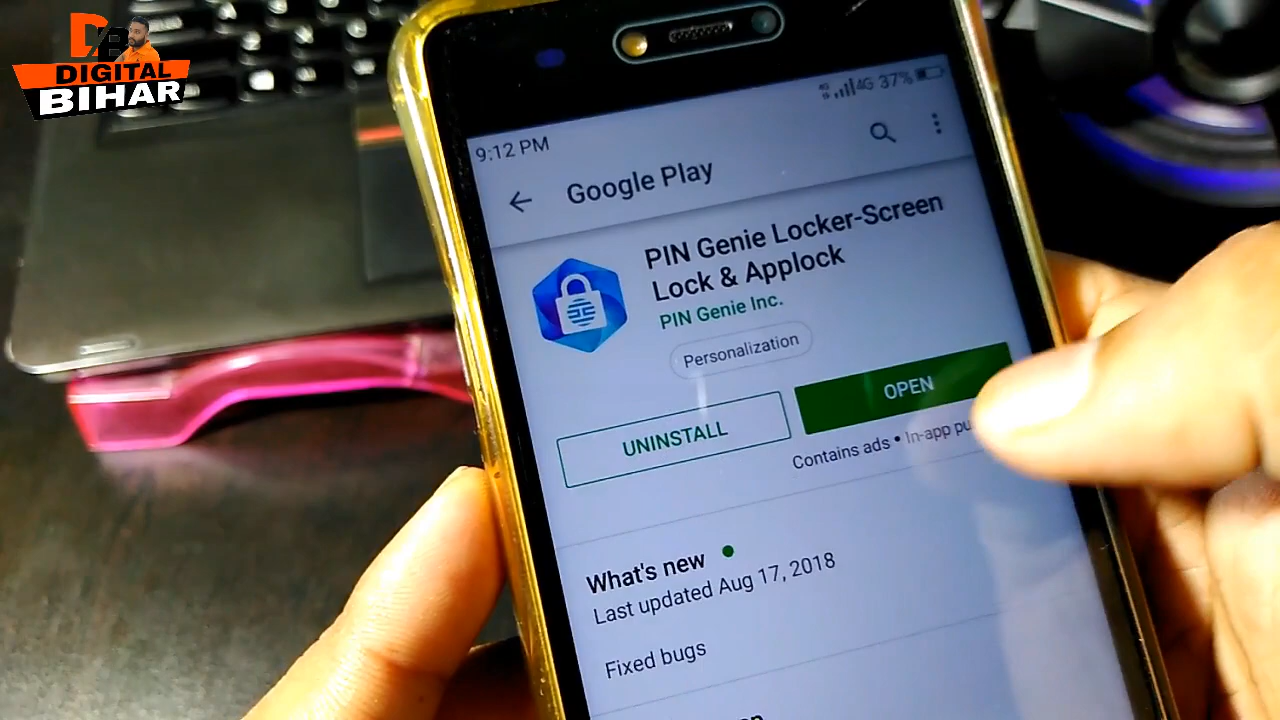 DB
DIGITAL
BIHAR
4G 37%
9:12 PM
Google Play
PIN Genie Locker-Screen
Lock & Applock
PIN Genie Inc.
Personalization
UNINSTALL
OPEN
Contains ads • In-app pu
What's new
Last updated Aug 17, 2018
Fixed bugs